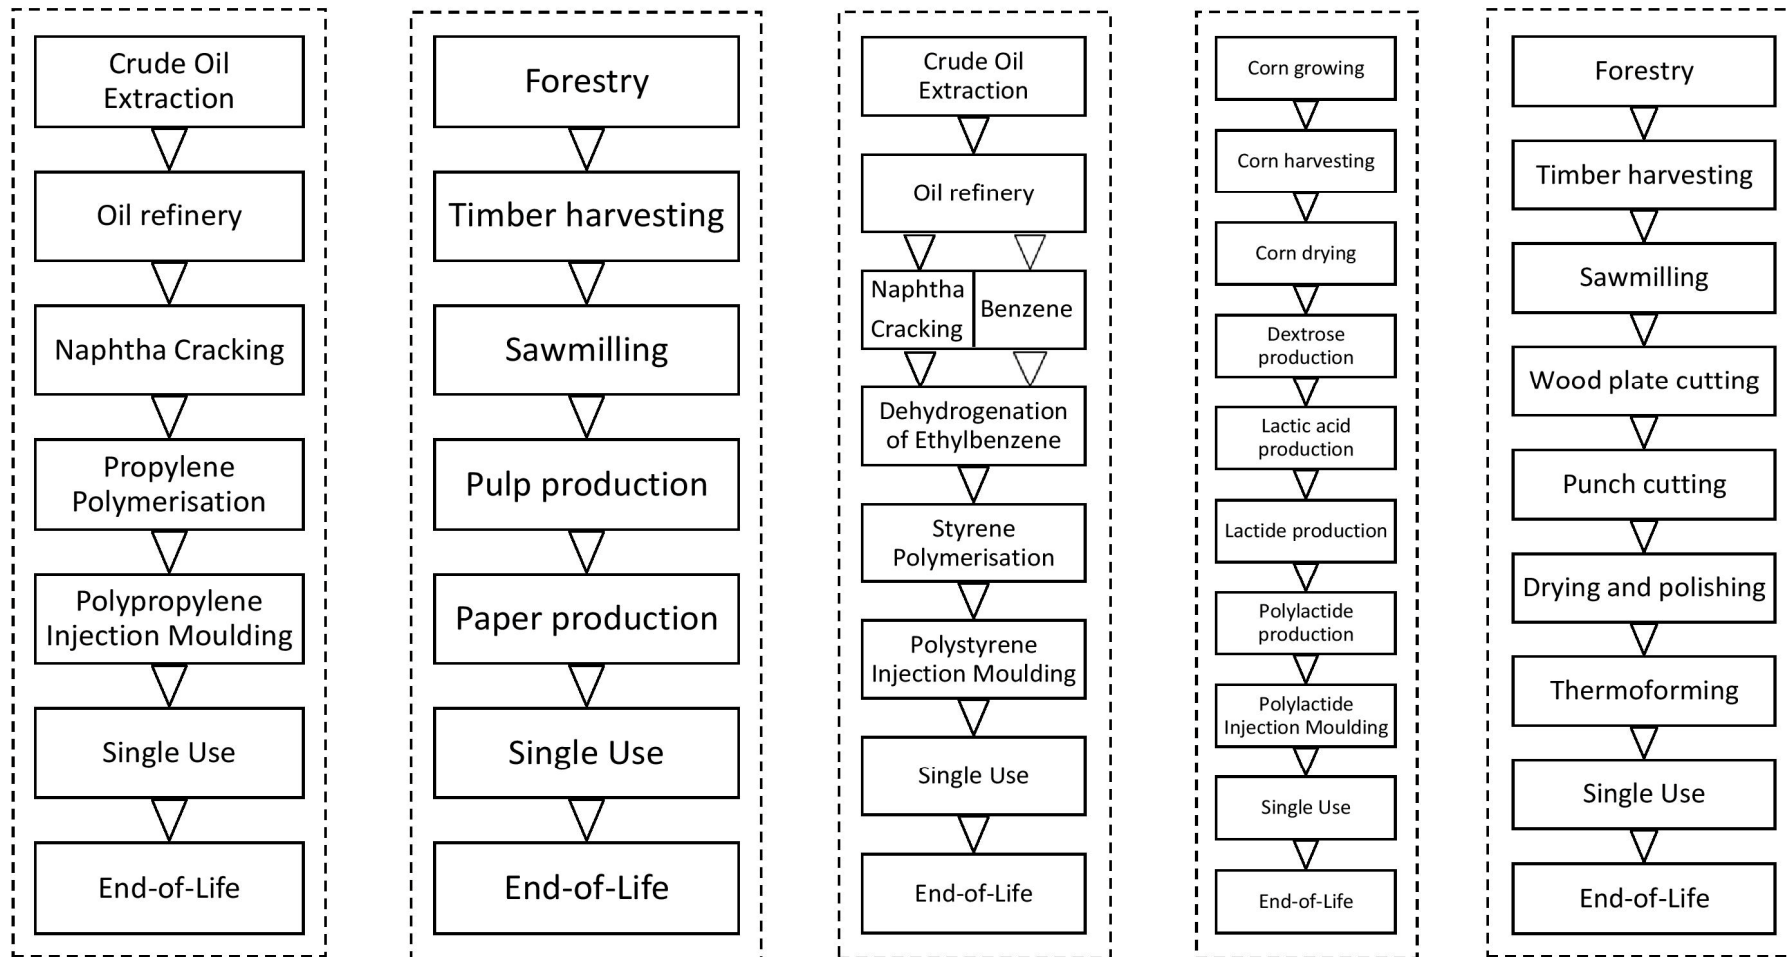 Crude Oil
Extraction
Oil refinery
Naphtha Cracking
Propylene
Polymerisation
Polypropylene
Injection Moulding
Single Use
End-of-Life
Forestry
Timber harvesting
Sawmilling
Pulp production
Paper production
Single Use
End-of-Life
Crude Oil
Extraction
Oil refinery
Naphtha
Cracking
Benzene
Dehydrogenation
of Ethylbenzene
Styrene
Polymerisation
Polystyrene
Injection Moulding
Single Use
End-of-Life
Corn growing
Corn harvesting
Corn drying
Dextrose
production
Lactic acid
production
Lactide production
Polylactide
production
Polylactide
Injection Moulding
Single Use
End-of-Life
Forestry
Timber harvesting
Sawmilling
Wood plate cutting
Punch cutting
Drying and polishing
Thermoforming
Single Use
End-of-Life